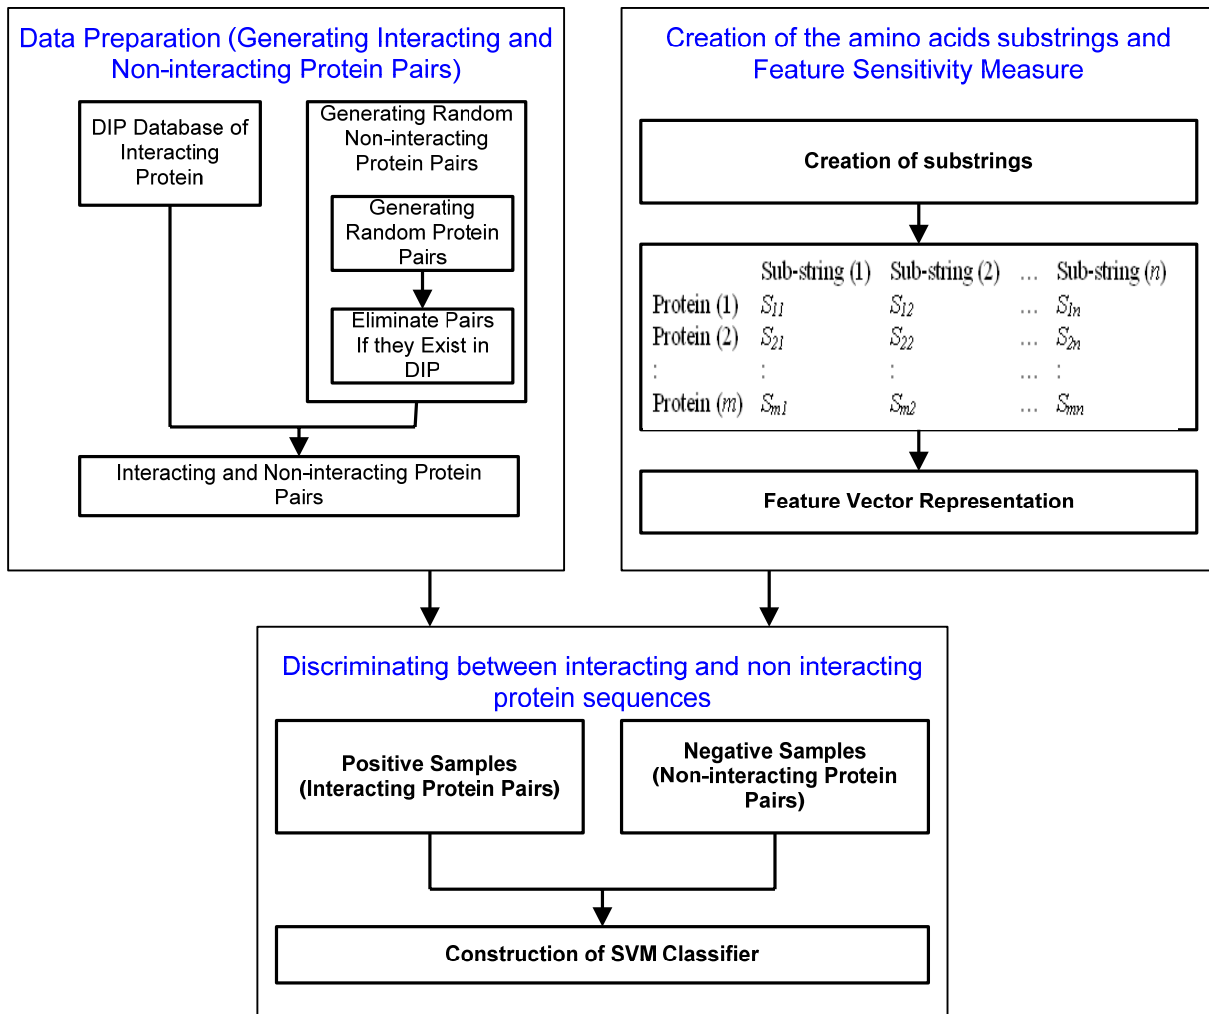 Data Preparation (Generating Interacting and
Non-interacting Protein Pairs)
DIP Database of
Interacting
Protein
Generating Random
Non-interacting
Protein Pairs
Generating
Random Protein
Pairs
Eliminate Pairs
If they Exist in
DIP
Interacting and Non-interacting Protein
Pairs
Creation of the amino acids substrings and
Feature Sensitivity Measure
Creation of substrings
Sub-string (1) Sub-string (2) ... Sub-string (n)
Protein (1) S11 S12 ... S1n
Protein (2) S21 S22 ... S2n
: : : ... :
Protein (m) Sm1 Sm2 ... Smn
Feature Vector Representation
Discriminating between interacting and non interacting
protein sequences
Positive Samples
(Interacting Protein Pairs)
Negative Samples
(Non-interacting Protein
Pairs)
Construction of SVM Classifier